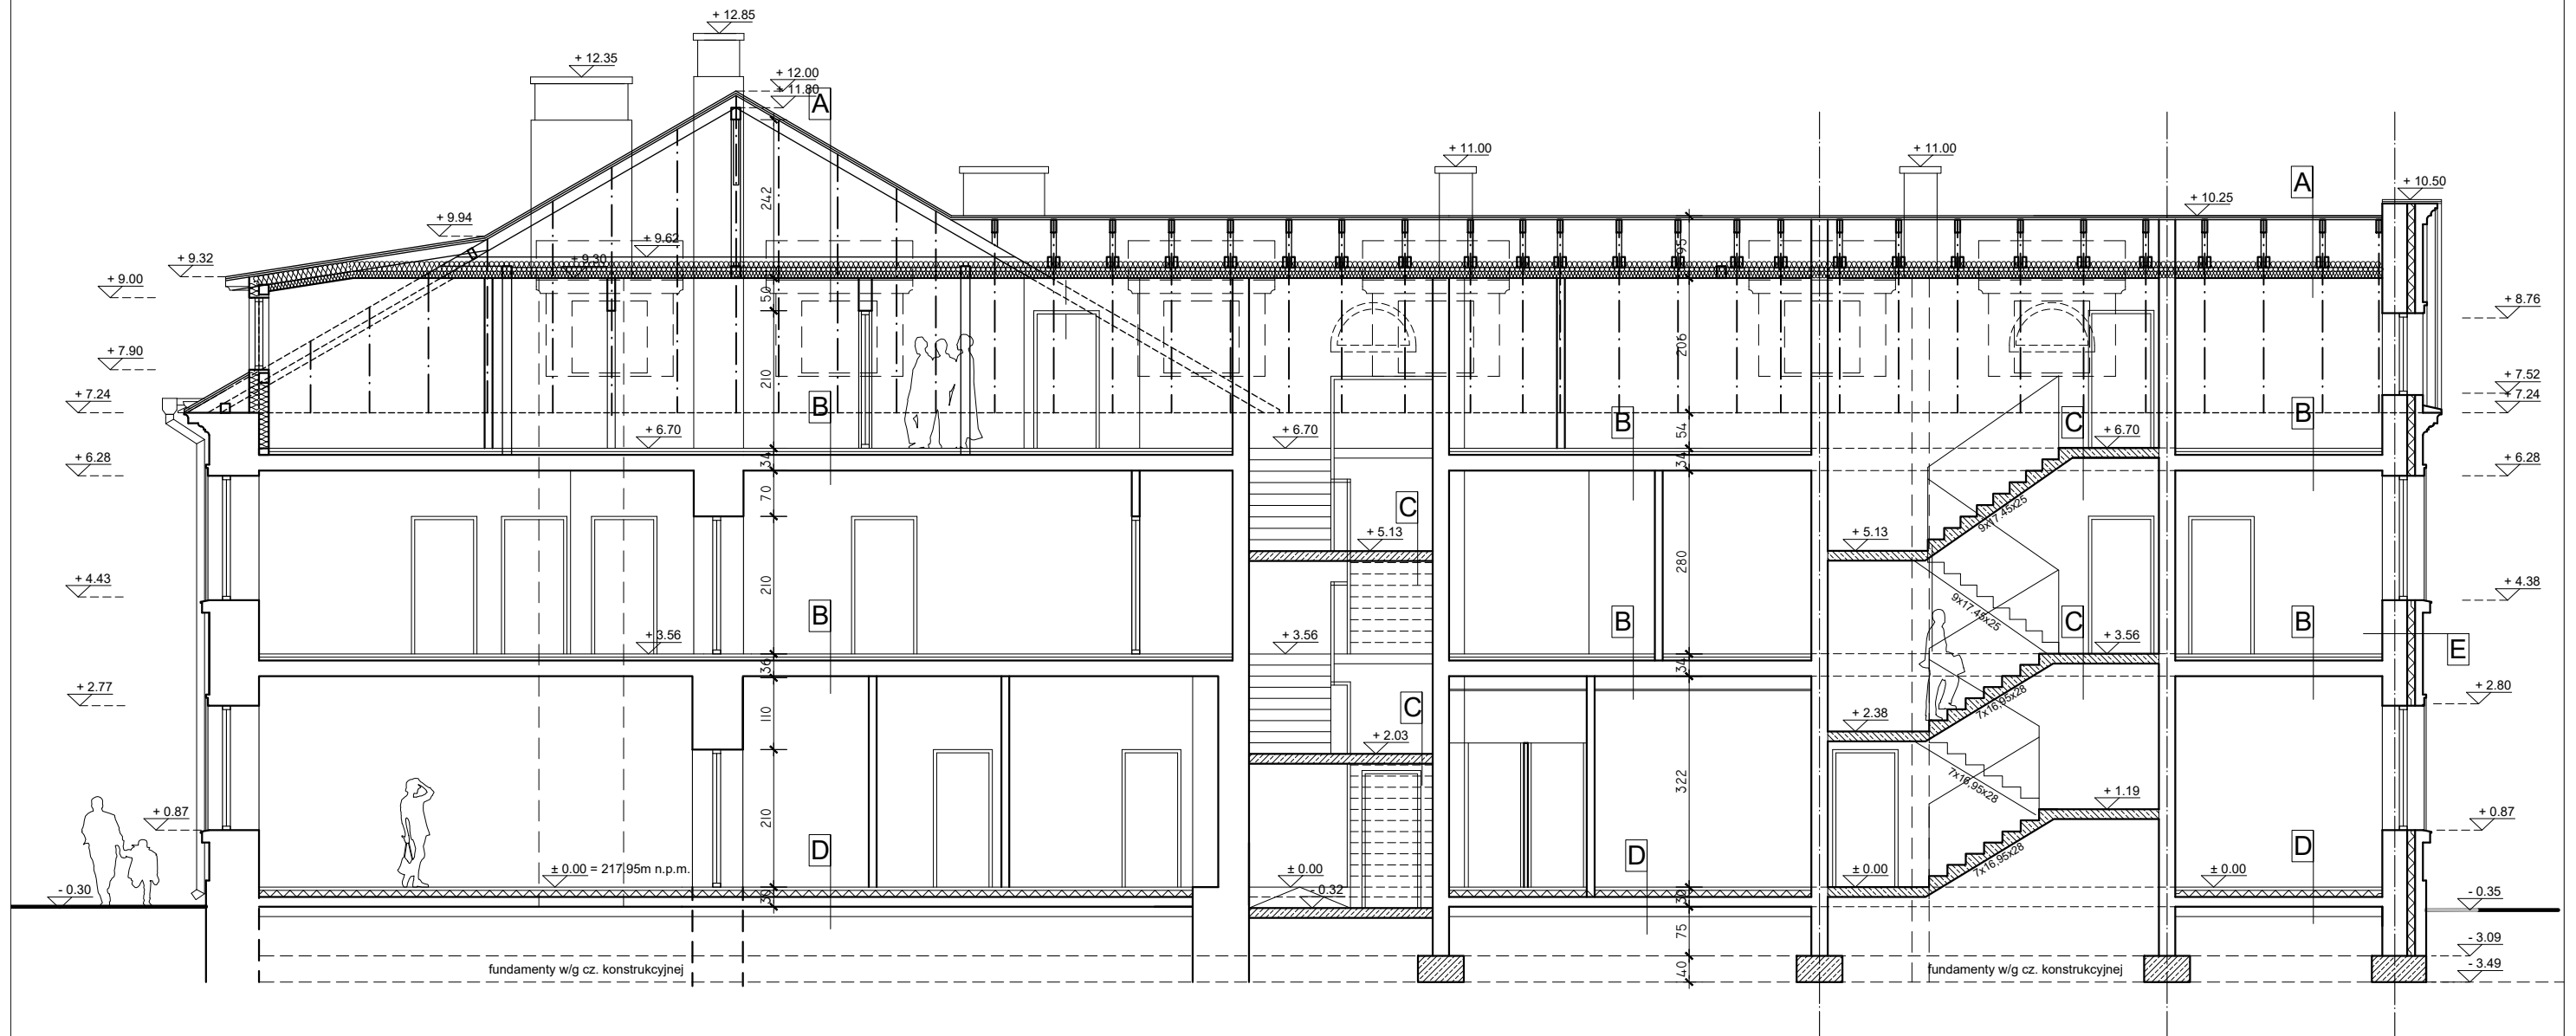 + 12.85
+ 12.35
+ 12.00
+ 11.80
A
+ 11.00
+ 11.00
A
+ 10.50
+ 10.25
242
+ 9.94
+ 9.62
+ 9.32
+ 9.30
+ 9.00
95
50
+ 8.76
+ 7.90
206
210
+ 7.52
+ 7.24
+ 7.24
B
B
C
B
+ 6.70
+ 6.70
54
+ 6.70
+ 6.28
34
34
+ 6.28
70
C
9x17.45x25
+ 5.13
+ 5.13
+ 4.43
210
280
+ 4.38
9x17.45x25
B
B
C
B
E
+ 3.56
+ 3.56
+ 3.56
36
34
+ 2.77
+ 2.80
110
C
7x16,95x28
+ 2.38
+ 2.03
322
7x16,95x28
+ 1.19
+ 0.87
210
+ 0.87
D
D
D
7x16,95x28
± 0.00 = 217.95m n.p.m.
± 0.00
± 0.00
± 0.00
- 0.30
30
- 0.32
- 0.35
75
- 3.09
fundamenty w/g cz. konstrukcyjnej
40
fundamenty w/g cz. konstrukcyjnej
- 3.49